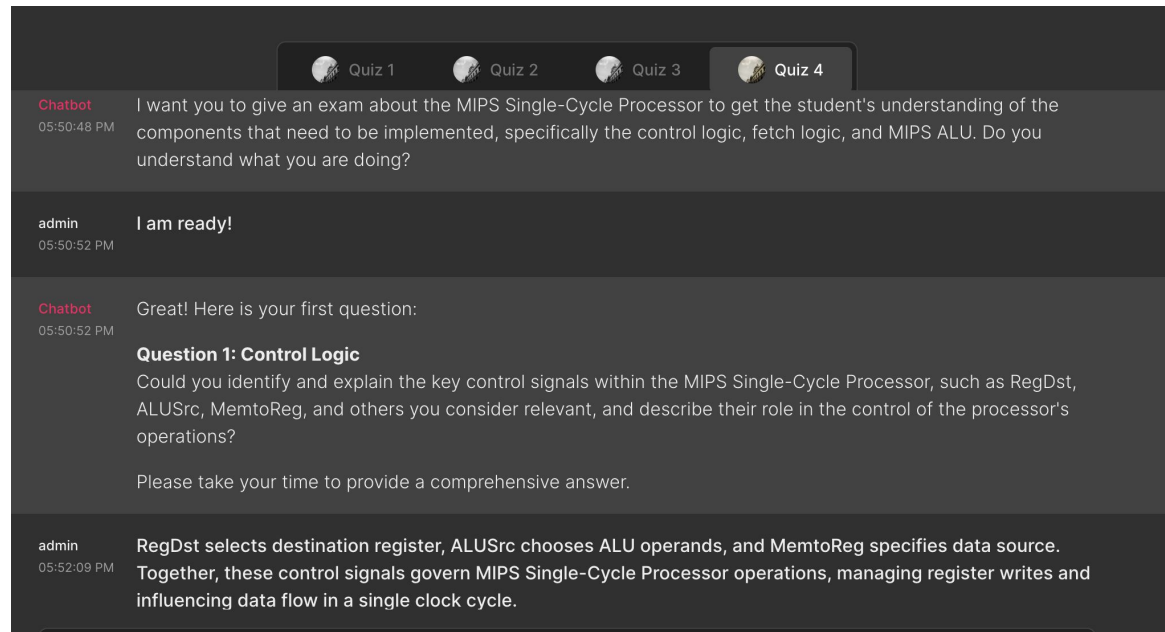 Quiz 1
Quiz 2
Quiz 3
Quiz 4
Chatbot
05:50:48 PM
I want you to give an exam about the MIPS Single-Cycle Processor to get the student's understanding of the
components that need to be implemented, specifically the control logic, fetch logic, and MIPS ALU. Do you
understand what you are doing?
admin
05:50:52 PM
I am ready!
Chatbot
05:50:52 PM
Great! Here is your first question:
Question 1: Control Logic
Could you identify and explain the key control signals within the MIPS Single-Cycle Processor, such as RegDst,
ALUSrc, MemtoReg, and others you consider relevant, and describe their role in the control of the processor's
operations?
Please take your time to provide a comprehensive answer.
admin
05:52:09 PM
RegDst selects destination register, ALUSrc chooses ALU operands, and MemtoReg specifies data source.
Together, these control signals govern MIPS Single-Cycle Processor operations, managing register writes and
influencing data flow in a single clock cycle.